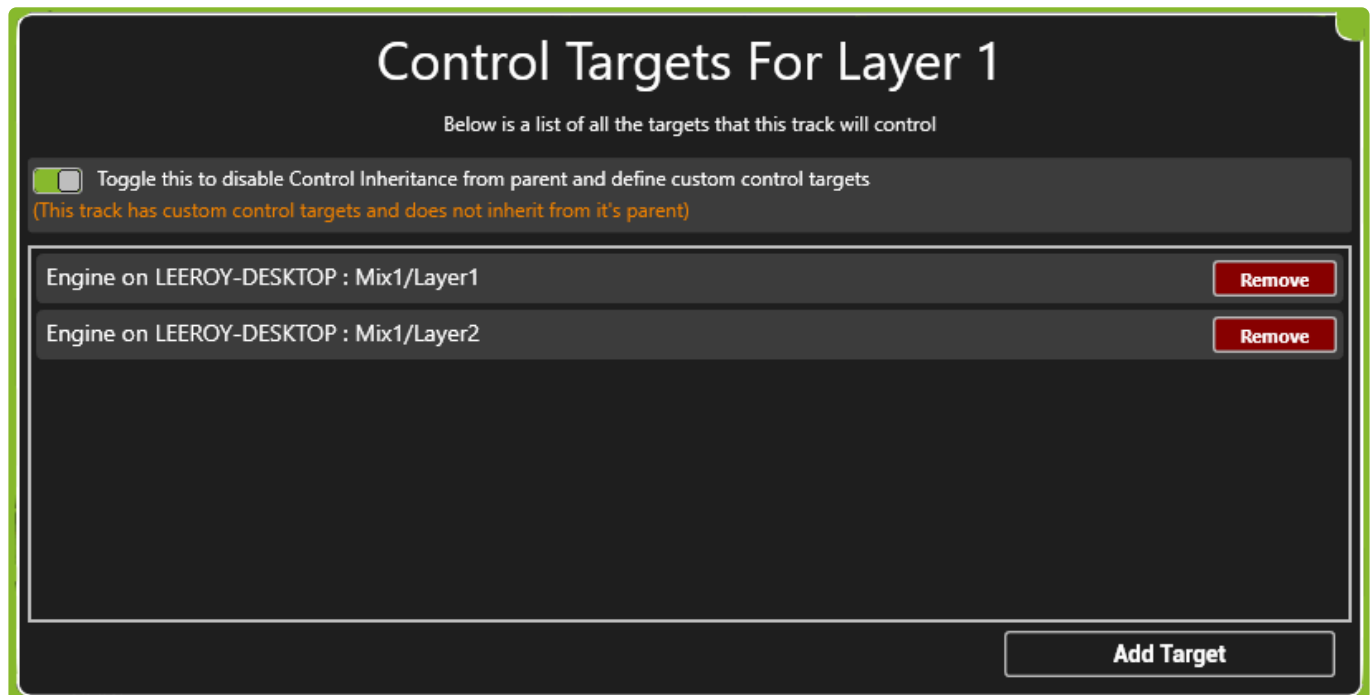 Control Targets For Layer 1
Below is a list of all the targets that this track will control
Toggle this to disable Control Inheritance from parent and define custom control targets
(This track has custom control targets and does not inherit from it's parent)
Engine on LEEROY-DESKTOP : Mix1/Layer1
Remove
Engine on LEEROY-DESKTOP : Mix1/Layer2
Remove
Add Target